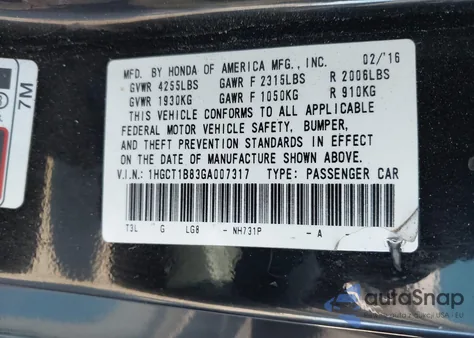 MFD. BY HONDA OF AMERICA MFG., INC. 02/'16
GVWR 4255LBS GAWR F 2315LBS R 2006LBS
GVWR 1930KG GAWR F 1050KG R 910KG
THIS VEHICLE CONFORMS TO ALL APPLICABLE
FEDERAL MOTOR VEHICLE SAFETY, BUMPER,
AND THEFT PREVENTION STANDARDS IN EFFECT
ON THE DATE OF MANUFACTURE SHOWN ABOVE.
V.I.N.: 1HGCT1B83GA007317 TYPE: PASSENGER CAR
T3L G LG8 - NH731P - A -
7M
autoSnap